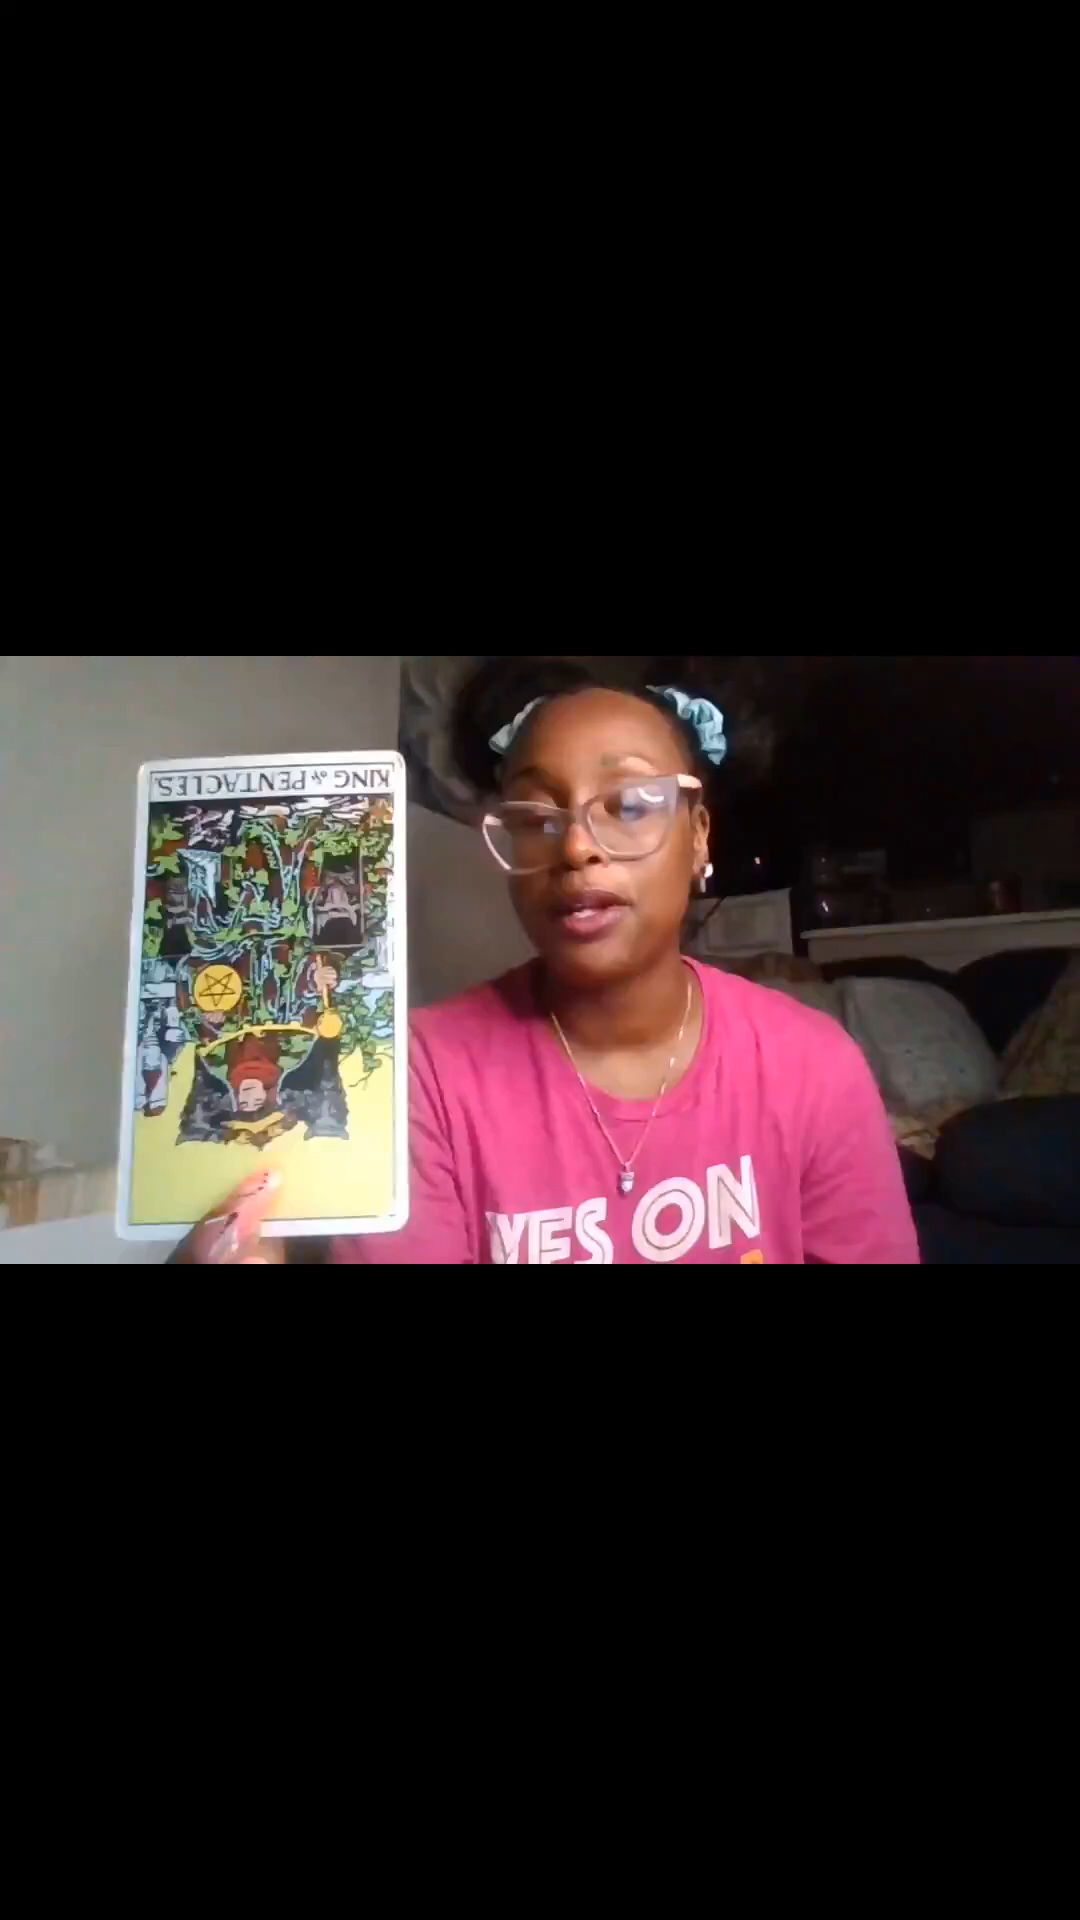 KING of PENTACLES.
YES ON